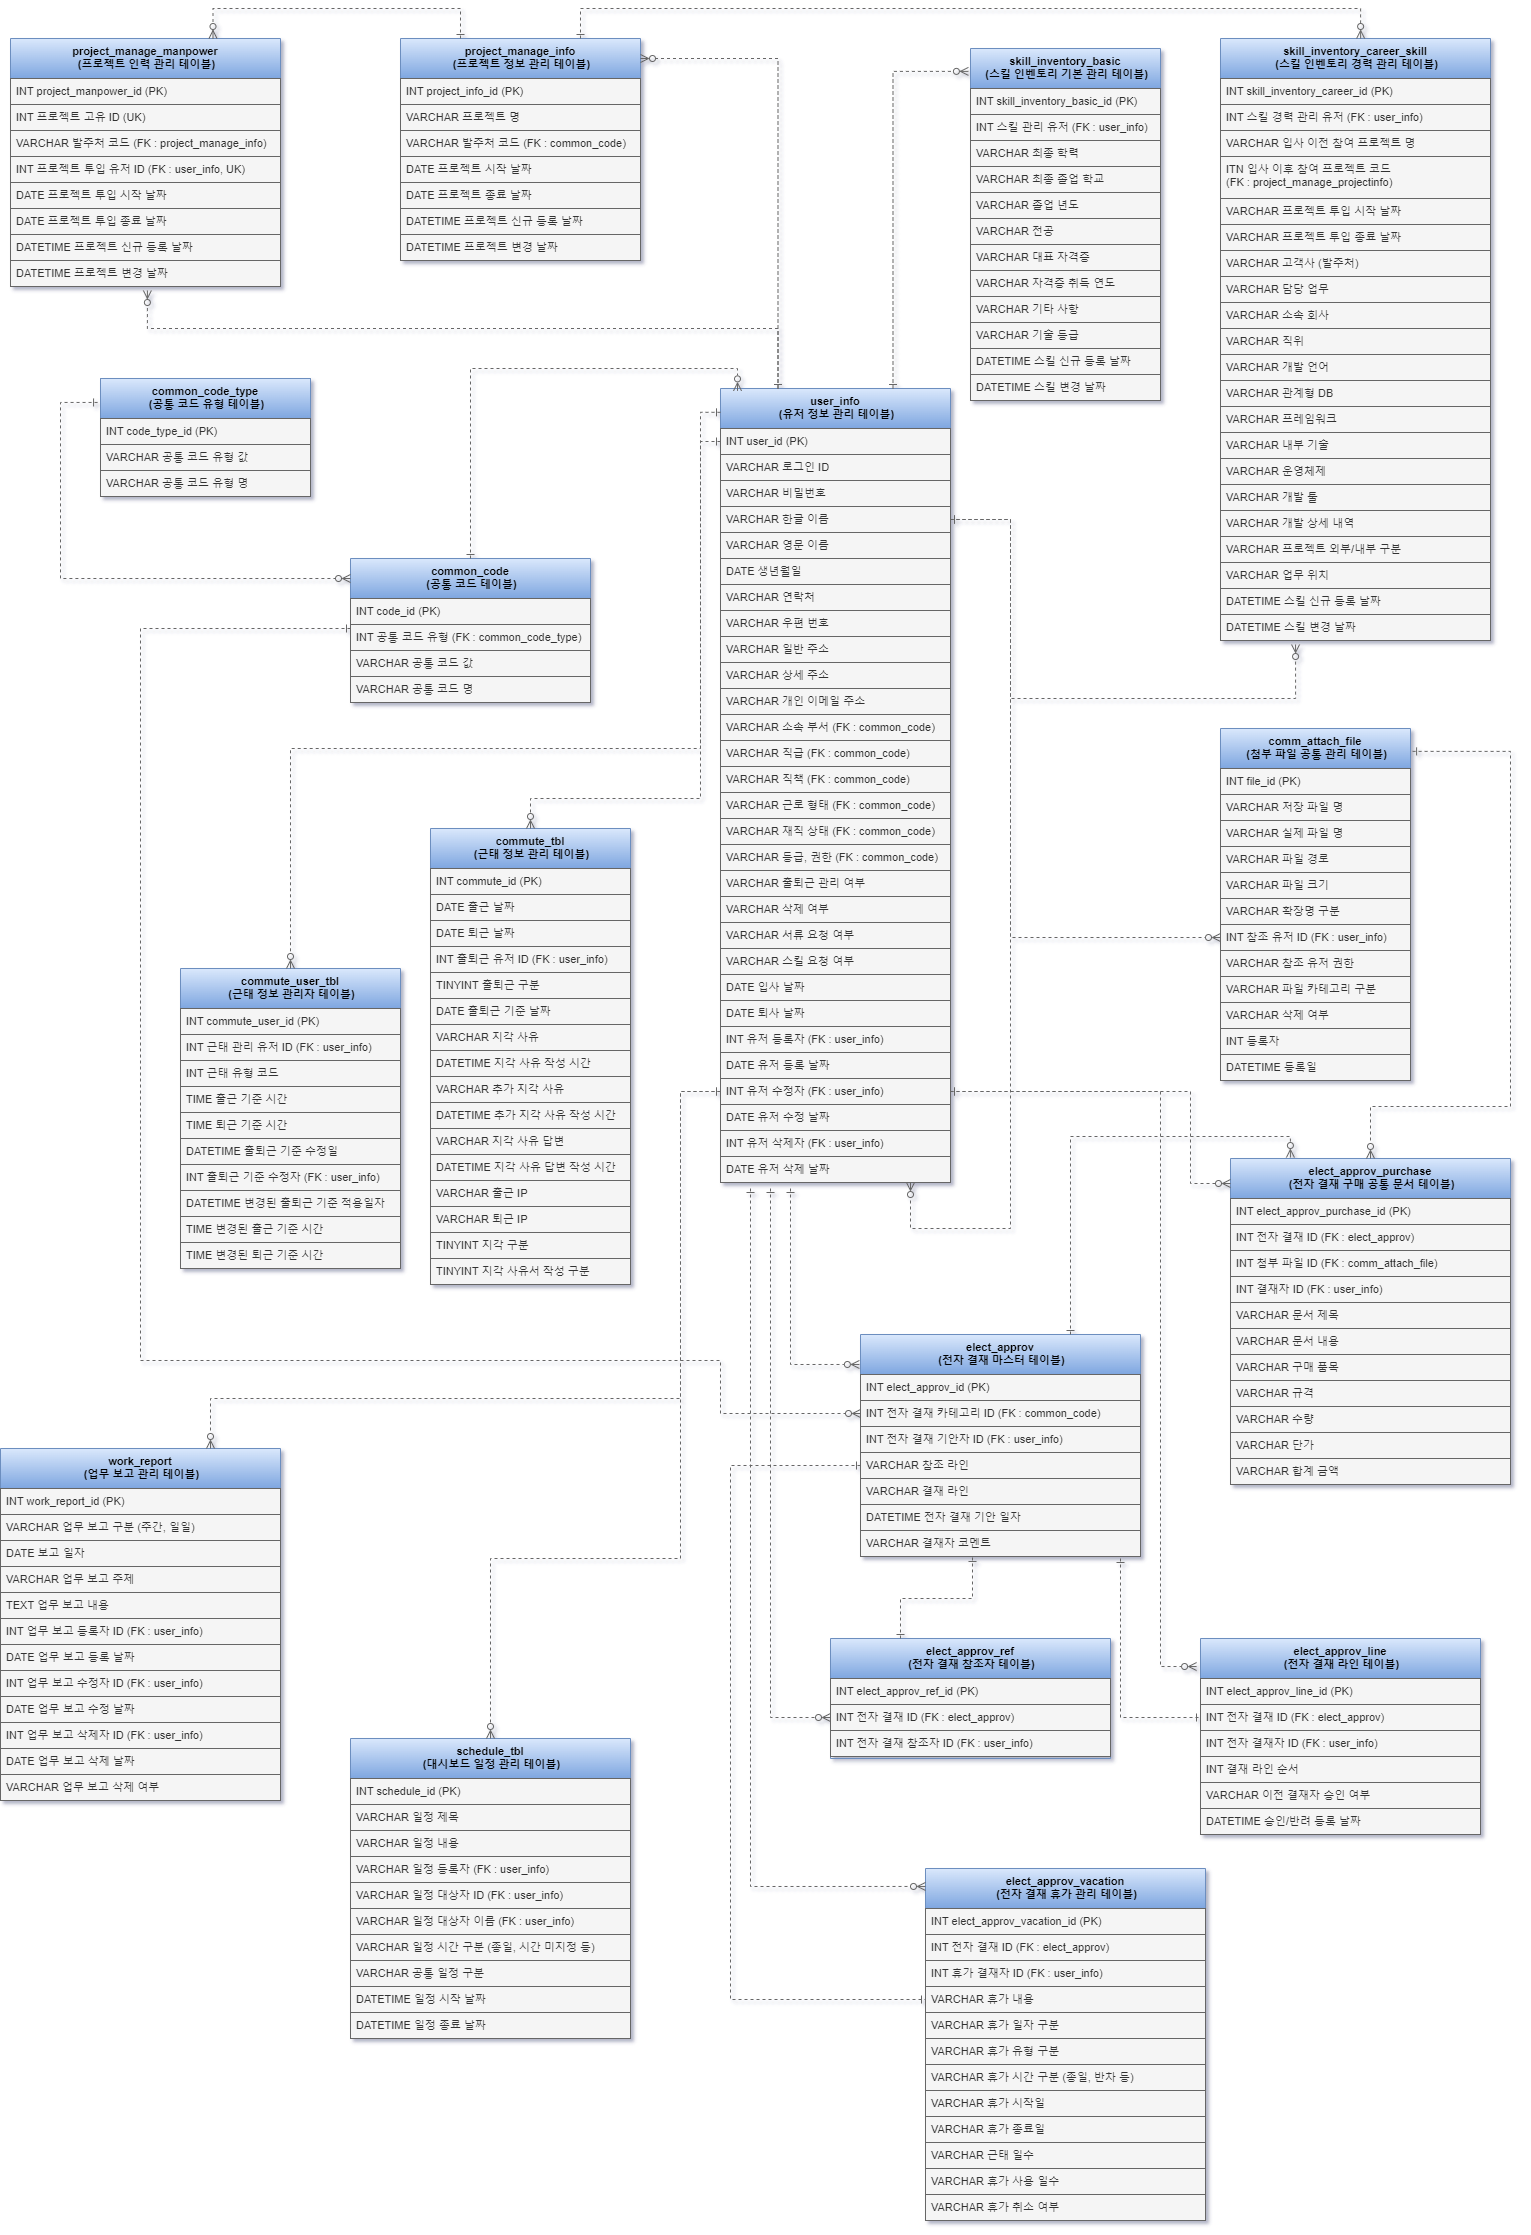 project_manage_manpower
(프로젝트 인력 관리 테이블)
INT project_manpower_id (PK)
INT 프로젝트 고유 ID (UK)
VARCHAR 발주처 코드 (FK : project_manage_info)
INT 프로젝트 투입 유저 ID (FK : user_info, UK)
DATE 프로젝트 투입 시작 날짜
DATE 프로젝트 투입 종료 날짜
DATETIME 프로젝트 신규 등록 날짜
DATETIME 프로젝트 변경 날짜
project_manage_info
(프로젝트 정보 관리 테이블)
INT project_info_id (PK)
VARCHAR 프로젝트 명
VARCHAR 발주처 코드 (FK : common_code)
DATE 프로젝트 시작 날짜
DATE 프로젝트 종료 날짜
DATETIME 프로젝트 신규 등록 날짜
DATETIME 프로젝트 변경 날짜
skill_inventory_basic
(스킬 인벤토리 기본 관리 테이블)
INT skill_inventory_basic_id (PK)
INT 스킬 관리 유저 (FK : user_info)
VARCHAR 최종 학력
VARCHAR 최종 졸업 학교
VARCHAR 졸업 년도
VARCHAR 전공
VARCHAR 대표 자격증
VARCHAR 자격증 취득 연도
VARCHAR 기타 사항
VARCHAR 기술 등급
DATETIME 스킬 신규 등록 날짜
DATETIME 스킬 변경 날짜
skill_inventory_career_skill
(스킬 인벤토리 경력 관리 테이블)
INT skill_inventory_career_id (PK)
INT 스킬 경력 관리 유저 (FK : user_info)
VARCHAR 입사 이전 참여 프로젝트 명
ITN 입사 이후 참여 프로젝트 코드
(FK : project_manage_projectinfo)
VARCHAR 프로젝트 투입 시작 날짜
VARCHAR 프로젝트 투입 종료 날짜
VARCHAR 고객사 (발주처)
VARCHAR 담당 업무
VARCHAR 소속 회사
VARCHAR 직위
VARCHAR 개발 언어
VARCHAR 관계형 DB
VARCHAR 프레임워크
VARCHAR 내부 기술
VARCHAR 운영체제
VARCHAR 개발 툴
VARCHAR 개발 상세 내역
VARCHAR 프로젝트 외부/내부 구분
VARCHAR 업무 위치
DATETIME 스킬 신규 등록 날짜
DATETIME 스킬 변경 날짜
common_code_type
(공통 코드 유형 테이블)
INT code_type_id (PK)
VARCHAR 공통 코드 유형 값
VARCHAR 공통 코드 유형 명
common_code
(공통 코드 테이블)
INT code_id (PK)
INT 공통 코드 유형 (FK : common_code_type)
VARCHAR 공통 코드 값
VARCHAR 공통 코드 명
user_info
(유저 정보 관리 테이블)
INT user_id (PK)
VARCHAR 로그인 ID
VARCHAR 비밀번호
VARCHAR 한글 이름
VARCHAR 영문 이름
DATE 생년월일
VARCHAR 연락처
VARCHAR 우편 번호
VARCHAR 일반 주소
VARCHAR 상세 주소
VARCHAR 개인 이메일 주소
VARCHAR 소속 부서 (FK : common_code)
VARCHAR 직급 (FK : common_code)
VARCHAR 직책 (FK : common_code)
VARCHAR 근로 형태 (FK : common_code)
VARCHAR 재직 상태 (FK : common_code)
VARCHAR 등급, 권한 (FK : common_code)
VARCHAR 출퇴근 관리 여부
VARCHAR 삭제 여부
VARCHAR 서류 요청 여부
VARCHAR 스킬 요청 여부
DATE 입사 날짜
DATE 퇴사 날짜
INT 유저 등록자 (FK : user_info)
DATE 유저 등록 날짜
INT 유저 수정자 (FK : user_info)
DATE 유저 수정 날짜
INT 유저 삭제자 (FK : user_info)
DATE 유저 삭제 날짜
comm_attach_file
(첨부 파일 공통 관리 테이블)
INT file_id (PK)
VARCHAR 저장 파일 명
VARCHAR 실제 파일 명
VARCHAR 파일 경로
VARCHAR 파일 크기
VARCHAR 확장명 구분
INT 참조 유저 ID (FK : user_info)
VARCHAR 참조 유저 권한
VARCHAR 파일 카테고리 구분
VARCHAR 삭제 여부
INT 등록자
DATETIME 등록일
commute_tbl
(근태 정보 관리 테이블)
INT commute_id (PK)
DATE 출근 날짜
DATE 퇴근 날짜
INT 출퇴근 유저 ID (FK : user_info)
TINYINT 출퇴근 구분
DATE 출퇴근 기준 날짜
VARCHAR 지각 사유
DATETIME 지각 사유 작성 시간
VARCHAR 추가 지각 사유
DATETIME 추가 지각 사유 작성 시간
VARCHAR 지각 사유 답변
DATETIME 지각 사유 답변 작성 시간
VARCHAR 출근 IP
VARCHAR 퇴근 IP
TINYINT 지각 구분
TINYINT 지각 사유서 작성 구분
commute_user_tbl
(근태 정보 관리자 테이블)
INT commute_user_id (PK)
INT 근태 관리 유저 ID (FK : user_info)
INT 근태 유형 코드
TIME 출근 기준 시간
TIME 퇴근 기준 시간
DATETIME 출퇴근 기준 수정일
INT 출퇴근 기준 수정자 (FK : user_info)
DATETIME 변경된 출퇴근 기준 적용일자
TIME 변경된 출근 기준 시간
TIME 변경된 퇴근 기준 시간
elect_approv_purchase
(전자 결재 구매 공통 문서 테이블)
INT elect_approv_purchase_id (PK)
INT 전자 결재 ID (FK : elect_approv)
INT 첨부 파일 ID (FK : comm_attach_file)
INT 결재자 ID (FK : user_info)
VARCHAR 문서 제목
VARCHAR 문서 내용
VARCHAR 구매 품목
VARCHAR 규격
VARCHAR 수량
VARCHAR 단가
VARCHAR 합계 금액
elect_approv
(전자 결재 마스터 테이블)
INT elect_approv_id (PK)
INT 전자 결재 카테고리 ID (FK : common_code)
INT 전자 결재 기안자 ID (FK : user_info)
VARCHAR 참조 라인
VARCHAR 결재 라인
DATETIME 전자 결재 기안 일자
VARCHAR 결재자 코멘트
work_report
(업무 보고 관리 테이블)
INT work_report_id (PK)
VARCHAR 업무 보고 구분 (주간, 일일)
DATE 보고 일자
VARCHAR 업무 보고 주제
TEXT 업무 보고 내용
INT 업무 보고 등록자 ID (FK : user_info)
DATE 업무 보고 등록 날짜
INT 업무 보고 수정자 ID (FK : user_info)
DATE 업무 보고 수정 날짜
INT 업무 보고 삭제자 ID (FK : user_info)
DATE 업무 보고 삭제 날짜
VARCHAR 업무 보고 삭제 여부
elect_approv_ref
(전자 결재 참조자 테이블)
INT elect_approv_ref_id (PK)
INT 전자 결재 ID (FK : elect_approv)
INT 전자 결재 참조자 ID (FK : user_info)
elect_approv_line
(전자 결재 라인 테이블)
INT elect_approv_line_id (PK)
INT 전자 결재 ID (FK : elect_approv)
INT 전자 결재자 ID (FK : user_info)
INT 결재 라인 순서
VARCHAR 이전 결재자 승인 여부
DATETIME 승인/반려 등록 날짜
schedule_tbl
(대시보드 일정 관리 테이블)
INT schedule_id (PK)
VARCHAR 일정 제목
VARCHAR 일정 내용
VARCHAR 일정 등록자 (FK : user_info)
VARCHAR 일정 대상자 ID (FK : user_info)
VARCHAR 일정 대상자 이름 (FK : user_info)
VARCHAR 일정 시간 구분 (종일, 시간 미지정 등)
VARCHAR 공통 일정 구분
DATETIME 일정 시작 날짜
DATETIME 일정 종료 날짜
elect_approv_vacation
(전자 결재 휴가 관리 테이블)
INT elect_approv_vacation_id (PK)
INT 전자 결재 ID (FK : elect_approv)
INT 휴가 결재자 ID (FK : user_info)
VARCHAR 휴가 내용
VARCHAR 휴가 일자 구분
VARCHAR 휴가 유형 구분
VARCHAR 휴가 시간 구분 (종일, 반차 등)
VARCHAR 휴가 시작일
VARCHAR 휴가 종료일
VARCHAR 근태 일수
VARCHAR 휴가 사용 일수
VARCHAR 휴가 취소 여부